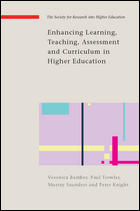 The Society for Research into Higher Education
Enhancing Learning,
Teaching, Assessment
and Curriculum in
Higher Education
Veronica Bamber, Paul Trowler,
Murray Saunders and Peter Knight